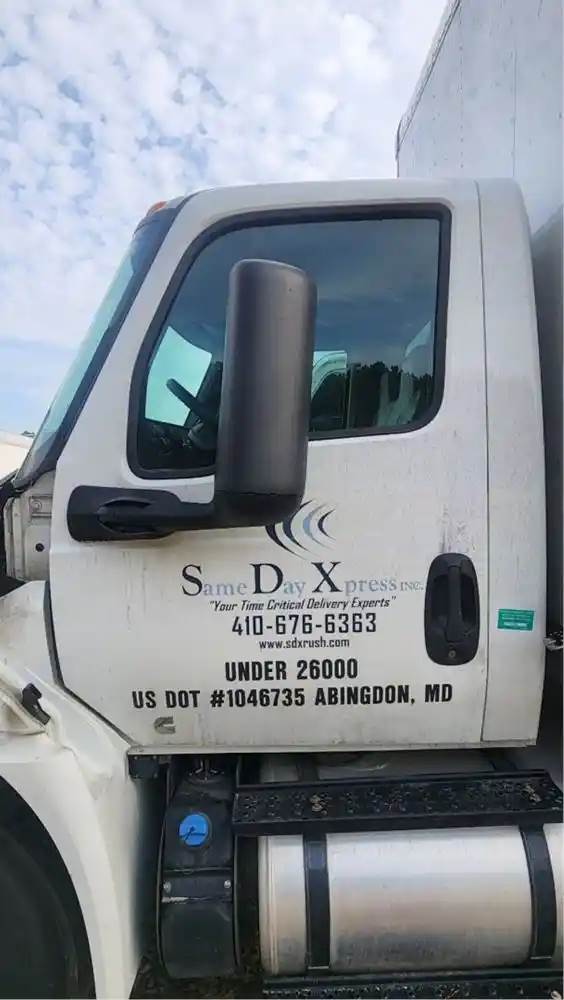 Same Day Xpress INC.
"Your Time Critical Delivery Experts"
410-676-6363
www.sdxrush.com
UNDER 26000
US DOT #1046735 ABINGDON, MD